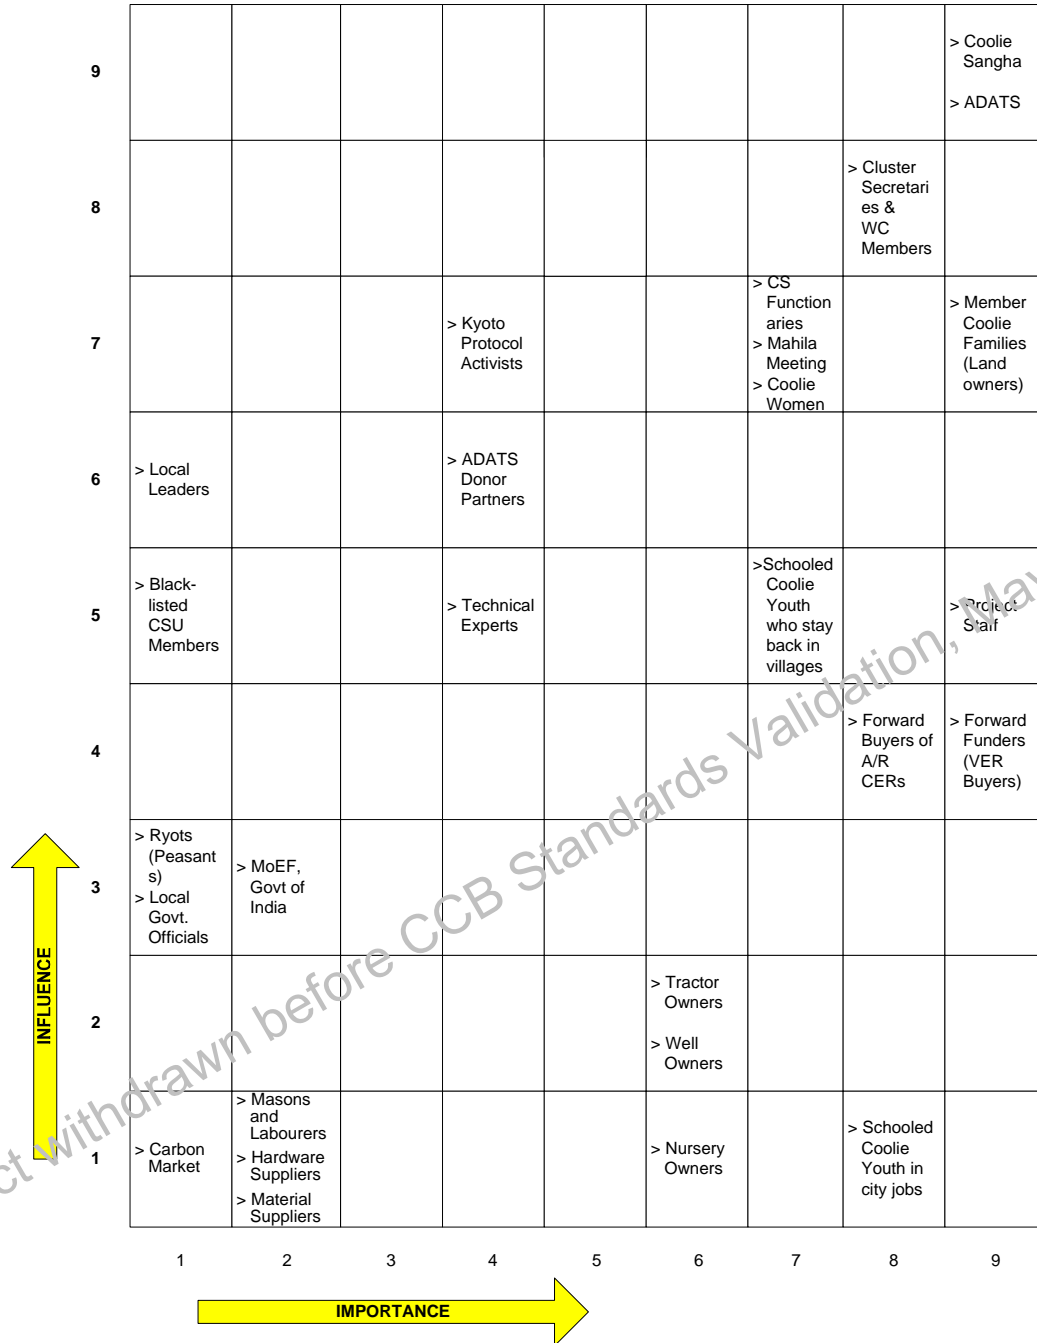 9
> Coolie
Sangha
> ADATS
8
> Cluster
Secretari
es &
WC
Members
7
> Kyoto
Protocol
Activists
> CS
Function
aries
> Mahila
Meeting
> Coolie
Women
> Member
Coolie
Families
(Land
owners)
6
> Local
Leaders
> ADATS
Donor
Partners
5
> Black-
listed
CSU
Members
> Technical
Experts
>Schooled
Coolie
Youth
who stay
back in
villages
> Project
Staff
4
> Forward
Buyers of
A/R
CERs
> Forward
Funders
(VER
Buyers)
3
> Ryots
(Peasant
s)
> Local
Govt.
Officials
> MoEF,
Govt of
India
2
> Tractor
Owners
> Well
Owners
1
> Carbon
Market
> Masons
and
Labourers
> Hardware
Suppliers
> Material
Suppliers
> Nursery
Owners
> Schooled
Coolie
Youth in
city jobs
1 2 3 4 5 6 7 8 9
INFLUENCE
IMPORTANCE
withdrawn before CCB Standards Validation,